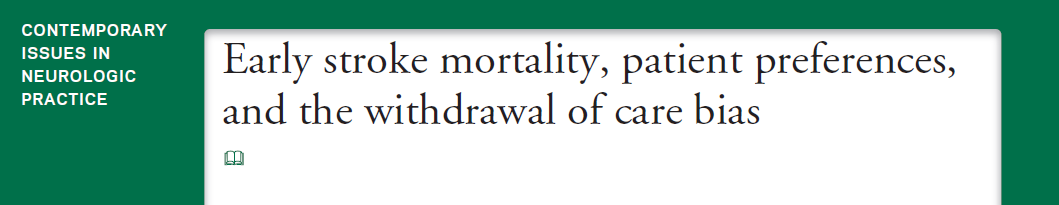 CONTEMPORARY
ISSUES IN
NEUROLOGIC
PRACTICE
Early stroke mortality, patient preferences,
and the withdrawal of care bias